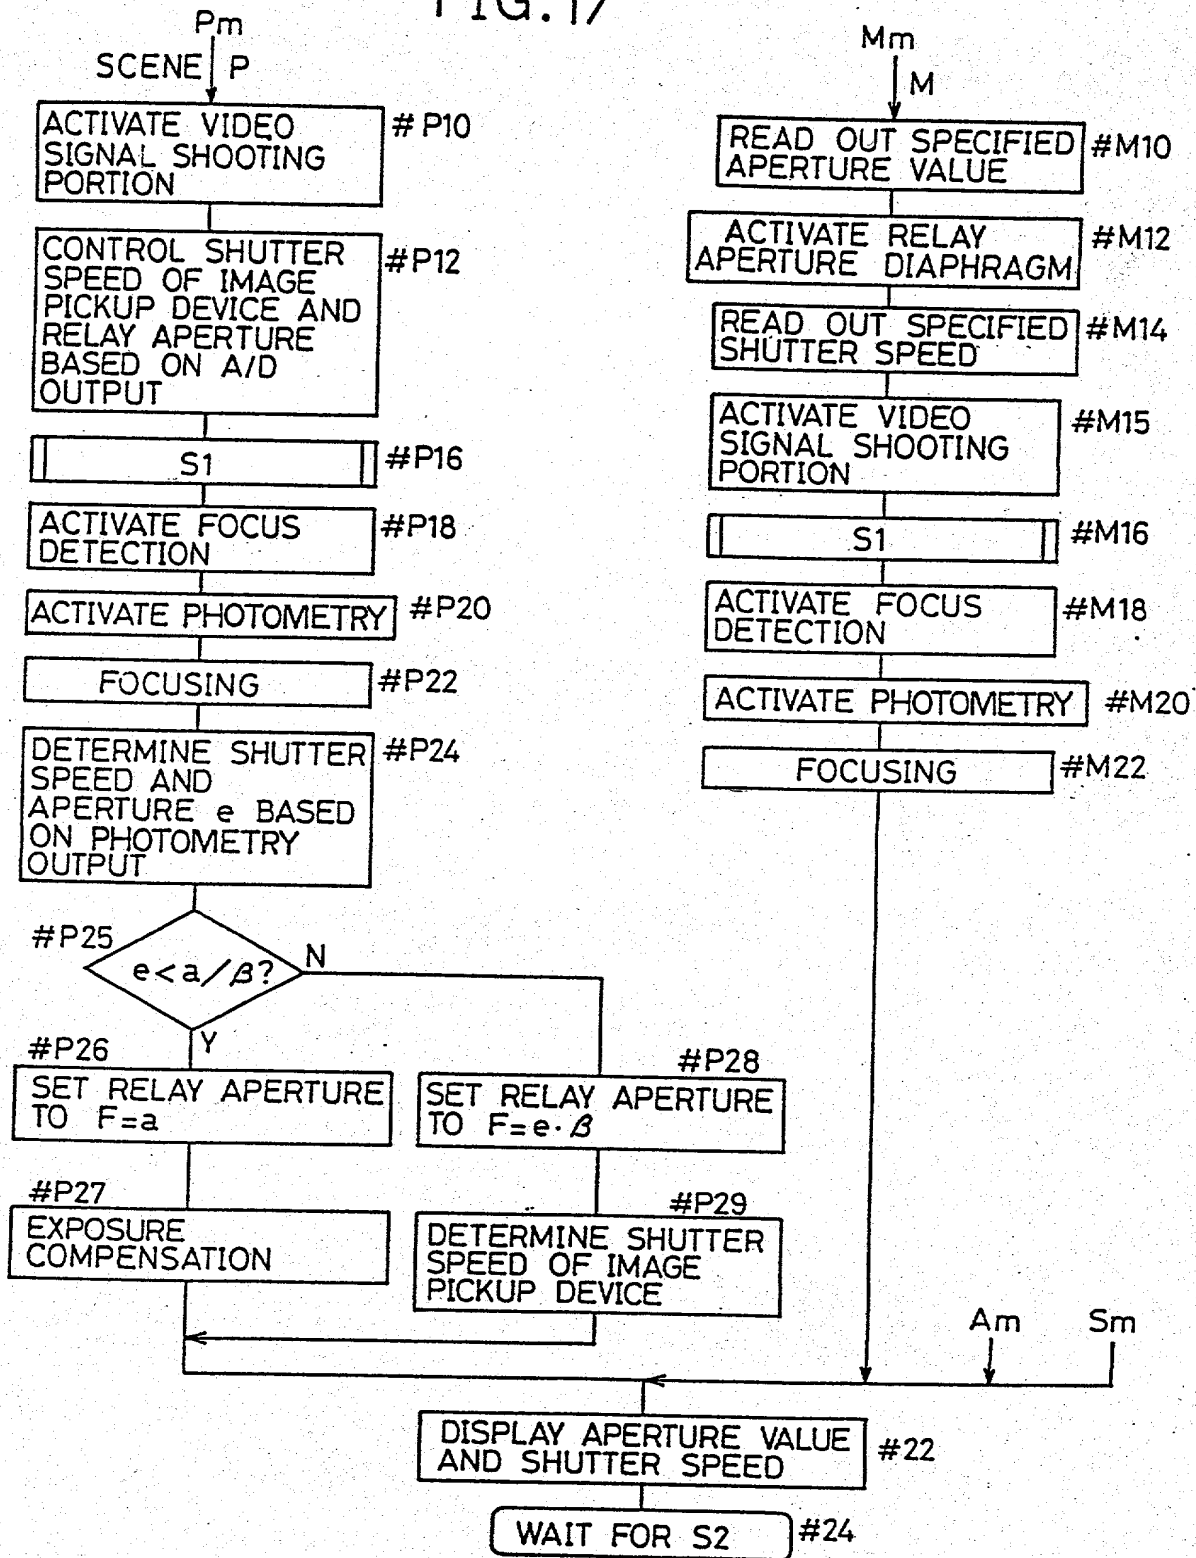 FIG. 17
Pm
SCENE P
ACTIVATE VIDEO
SIGNAL SHOOTING
PORTION
#P10
CONTROL SHUTTER
SPEED OF IMAGE
PICKUP DEVICE AND
RELAY APERTURE
BASED ON A/D
OUTPUT
#P12
S1
#P16
ACTIVATE FOCUS
DETECTION
#P18
ACTIVATE PHOTOMETRY
#P20
FOCUSING
#P22
DETERMINE SHUTTER
SPEED AND
APERTURE e BASED
ON PHOTOMETRY
OUTPUT
#P24
#P25
e<a/β?
N
Y
#P26
SET RELAY APERTURE
TO F=a
#P27
EXPOSURE
COMPENSATION
#P28
SET RELAY APERTURE
TO F=e·β
#P29
DETERMINE SHUTTER
SPEED OF IMAGE
PICKUP DEVICE
Mm
M
READ OUT SPECIFIED
APERTURE VALUE
#M10
ACTIVATE RELAY
APERTURE DIAPHRAGM
#M12
READ OUT SPECIFIED
SHUTTER SPEED
#M14
ACTIVATE VIDEO
SIGNAL SHOOTING
PORTION
#M15
S1
#M16
ACTIVATE FOCUS
DETECTION
#M18
ACTIVATE PHOTOMETRY
#M20
FOCUSING
#M22
Am
Sm
DISPLAY APERTURE VALUE
AND SHUTTER SPEED
#22
WAIT FOR S2
#24